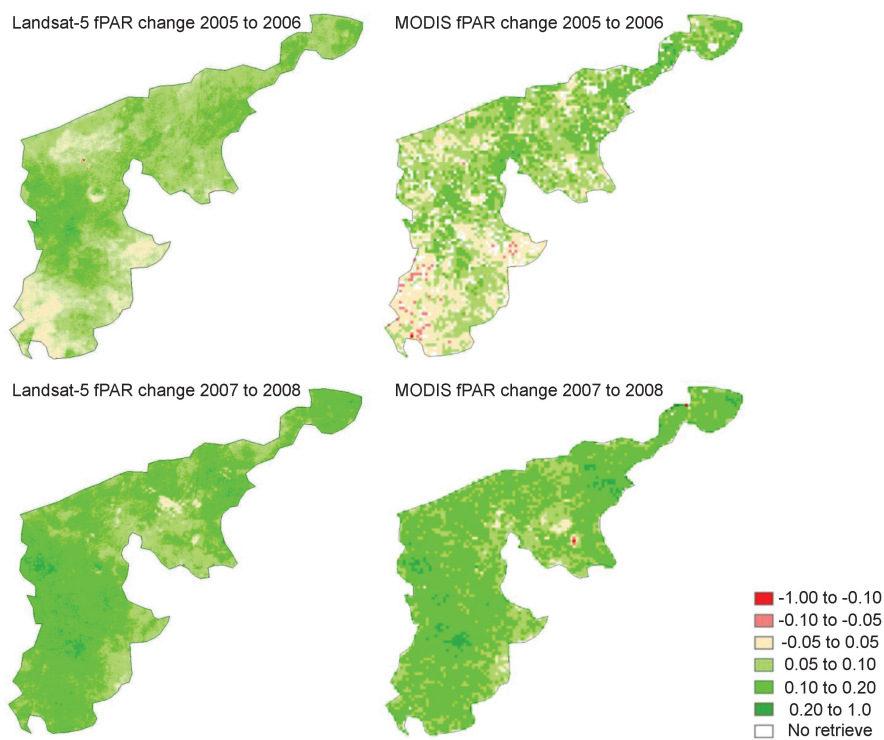 Landsat-5 fPAR change 2005 to 2006
MODIS fPAR change 2005 to 2006
Landsat-5 fPAR change 2007 to 2008
MODIS fPAR change 2007 to 2008
-1.00 to -0.10
-0.10 to -0.05
-0.05 to 0.05
0.05 to 0.10
0.10 to 0.20
0.20 to 1.0
No retrieve